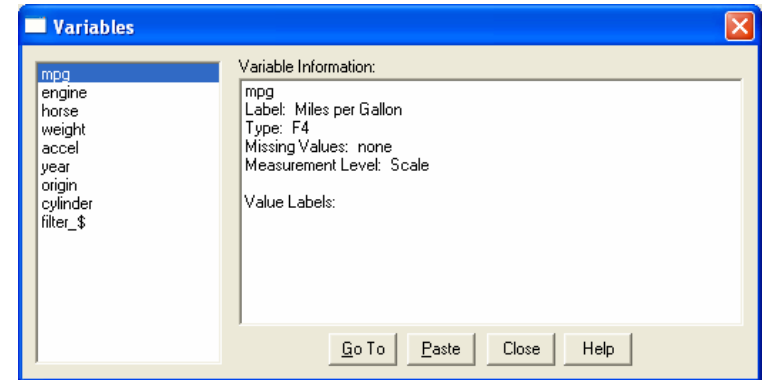 Variables
mpg
engine
horse
weight
accel
year
origin
cylinder
filter_$
Variable Information:
mpg
Label: Miles per Gallon
Type: F4
Missing Values: none
Measurement Level: Scale
Value Labels:
Go To Paste Close Help